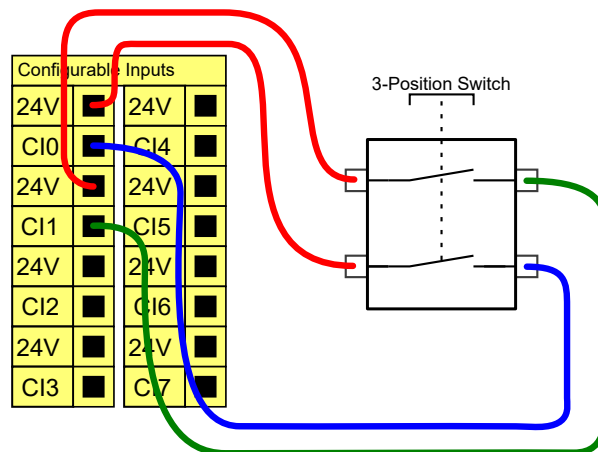 Configurable Inputs
24V 24V
CI0 CI4
24V 24V
CI1 CI5
24V 24V
CI2 CI6
24V 24V
CI3 CI7
3-Position Switch